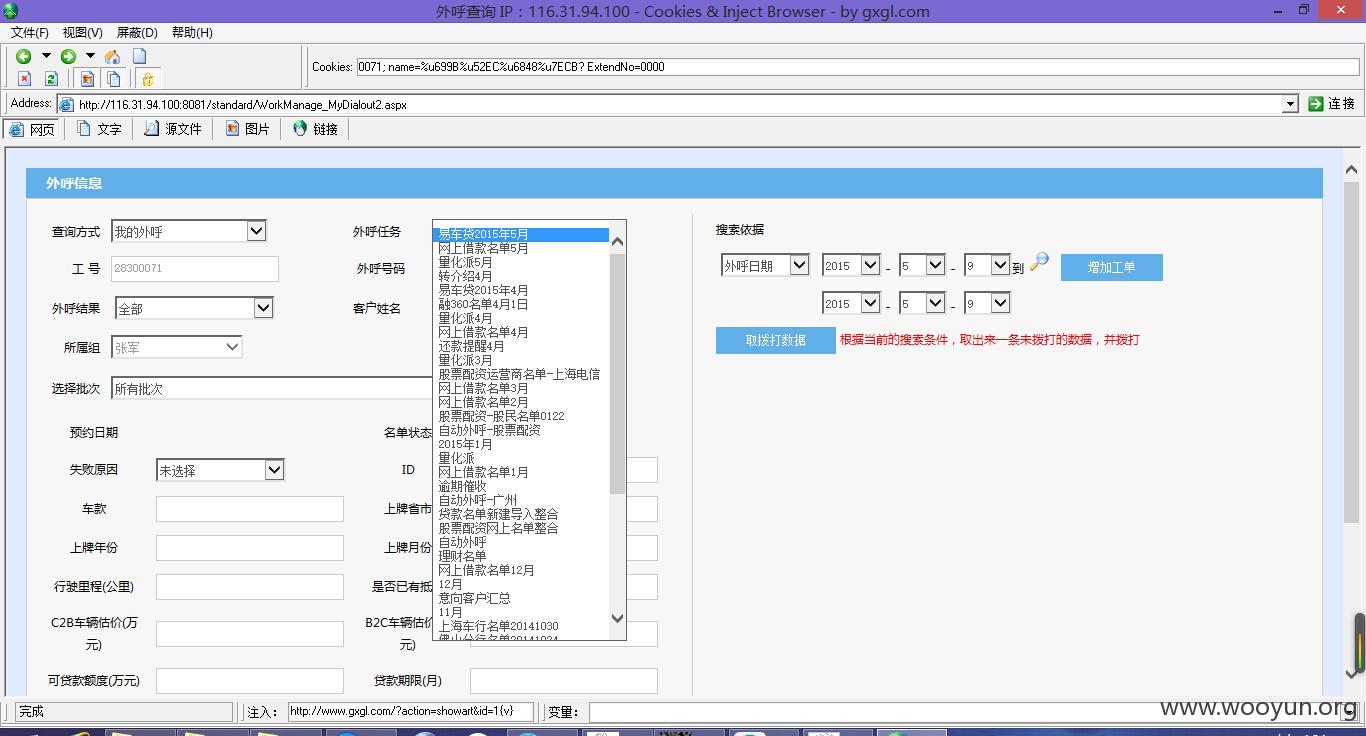 外呼查询 IP：116.31.94.100 - Cookies & Inject Browser - by gxgl.com
文件(F) 视图(V) 屏蔽(D) 帮助(H)
Cookies: 0071; name=%u699B%u52EC%u6848%u7ECB? ExtendNo=0000
Address: http://116.31.94.100:8081/standard/WorkManage_MyDialout2.aspx 连接
网页 文字 源文件 图片 链接
外呼信息
查询方式 我的外呼 外呼任务
工 号 28300071 外呼号码
外呼结果 全部 客户姓名
所属组 张军
选择批次 所有批次
预约日期 名单状态
失败原因 未选择 ID
车款 上牌省市
上牌年份 上牌月份
行驶里程(公里) 是否已有抵
C2B车辆估价(万元) B2C车辆估价元)
可贷款额度(万元) 贷款期限(月)
易车贷2015年5月
网上借款名单5月
量化派5月
转介绍4月
易车贷2015年4月
融360名单4月1日
量化派4月
网上借款名单4月
还款提醒4月
量化派3月
股票配资运营商名单-上海电信
网上借款名单3月
网上借款名单2月
股票配资-股民名单0122
自动外呼-股票配资
2015年1月
量化派
网上借款名单1月
逾期催收
自动外呼-广州
贷款名单新建导入整合
股票配资网上名单整合
自动外呼
理财名单
网上借款名单12月
12月
意向客户汇总
11月
上海车行名单20141030
佛山分行名单20141024
搜索依据
外呼日期 2015 - 5 - 9 到 增加工单
2015 - 5 - 9
取拨打数据 根据当前的搜索条件，取出来一条未拨打的数据，并拨打
完成 注入： http://www.gxgl.com/?action=showart&id=1{v} 变量：
www.wooyun.org